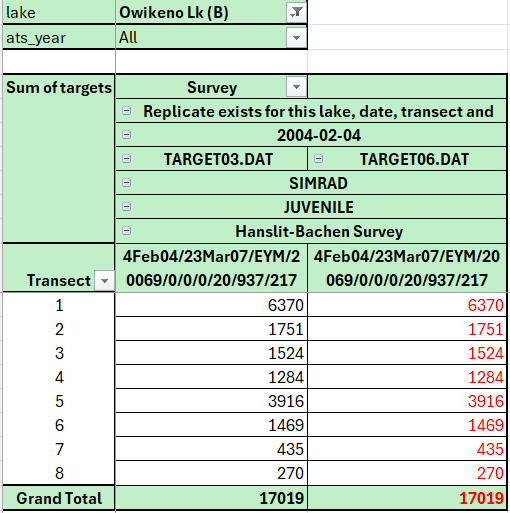 lake Owikeno Lk (B)
ats_year All
Sum of targets Survey
Replicate exists for this lake, date, transect and
2004-02-04
TARGET03.DAT TARGET06.DAT
SIMRAD
JUVENILE
Hanslit-Bachen Survey
4Feb04/23Mar07/EYM/2 4Feb04/23Mar07/EYM/20
Transect 0069/0/0/0/20/937/217 069/0/0/0/20/937/217
1 6370 6370
2 1751 1751
3 1524 1524
4 1284 1284
5 3916 3916
6 1469 1469
7 435 435
8 270 270
Grand Total 17019 17019